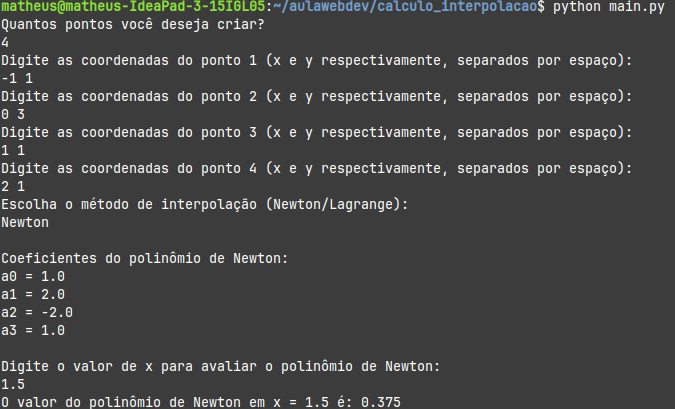 matheus@matheus-IdeaPad-3-15IGL05:~/aulawebdev/calculo_interpolacao$ python main.py
Quantos pontos você deseja criar?
4
Digite as coordenadas do ponto 1 (x e y respectivamente, separados por espaço):
-1 1
Digite as coordenadas do ponto 2 (x e y respectivamente, separados por espaço):
0 3
Digite as coordenadas do ponto 3 (x e y respectivamente, separados por espaço):
1 1
Digite as coordenadas do ponto 4 (x e y respectivamente, separados por espaço):
2 1
Escolha o método de interpolação (Newton/Lagrange):
Newton

Coeficientes do polinômio de Newton:
a0 = 1.0
a1 = 2.0
a2 = -2.0
a3 = 1.0

Digite o valor de x para avaliar o polinômio de Newton:
1.5
O valor do polinômio de Newton em x = 1.5 é: 0.375